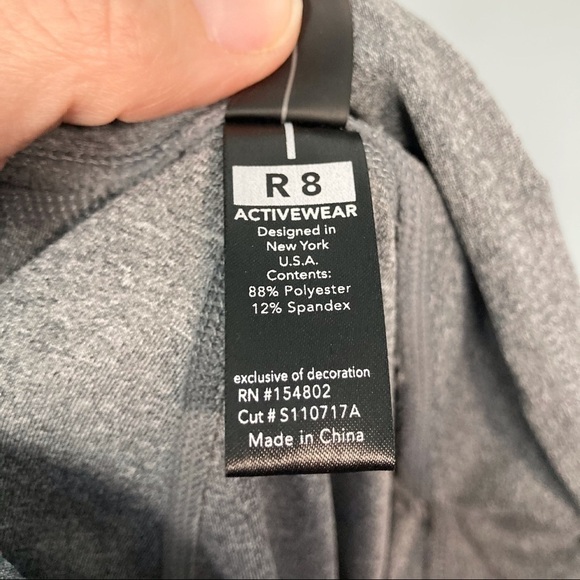 R 8
ACTIVEWEAR
Designed in
New York
U.S.A.
Contents:
88% Polyester
12% Spandex
exclusive of decoration
RN #154802
Cut # S110717A
Made in China